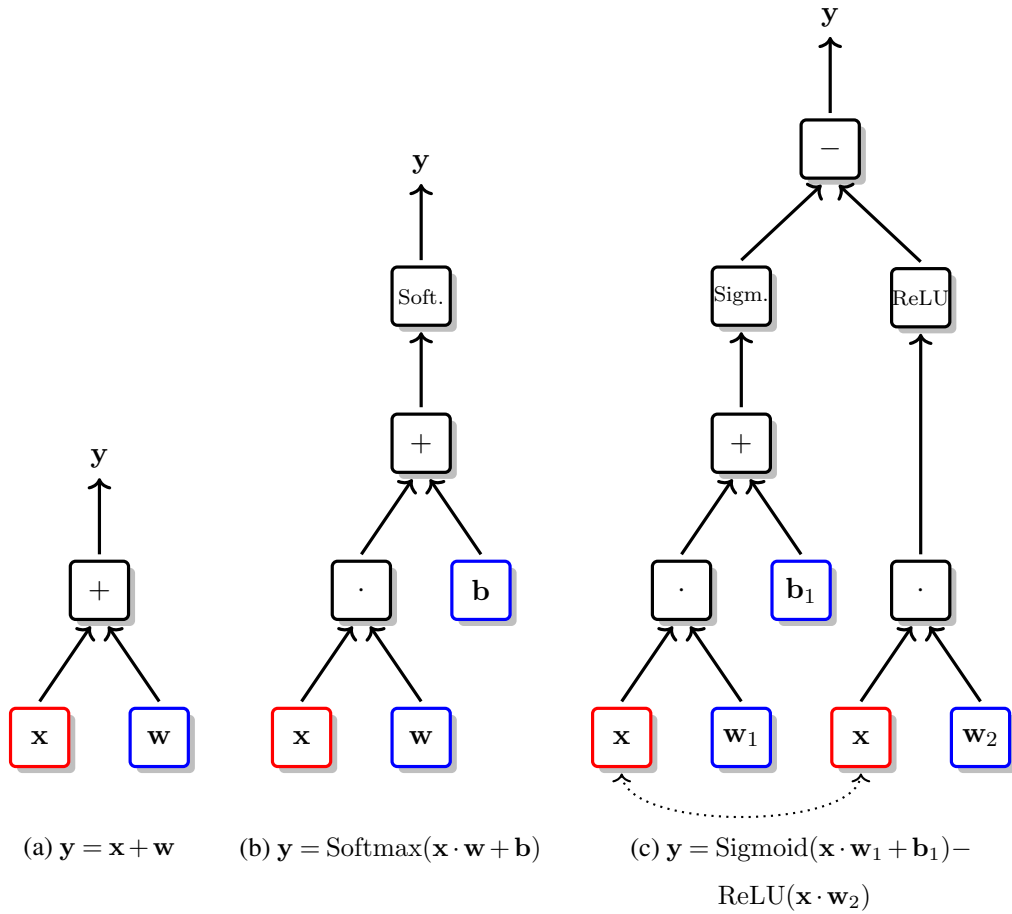 y
−
y
Soft.
Sigm.
ReLU
y
+
+
+
·
b
·
b₁
·
x
w
x
w
x
w₁
x
w₂
(a) y = x + w
(b) y = Softmax(x · w + b)
(c) y = Sigmoid(x · w₁ + b₁)−
ReLU(x · w₂)